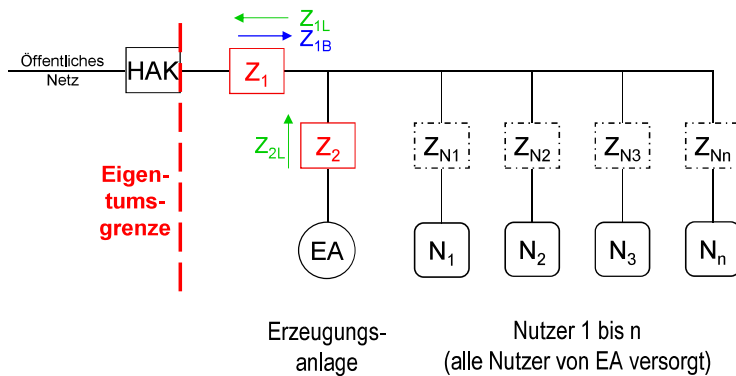 Z1L
Z1B
Öffentliches
Netz
HAK
Z1
Z2L
Z2
ZN1
ZN2
ZN3
ZNn
Eigen-
tums-
grenze
EA
N1
N2
N3
Nn
Erzeugungs-
anlage
Nutzer 1 bis n
(alle Nutzer von EA versorgt)